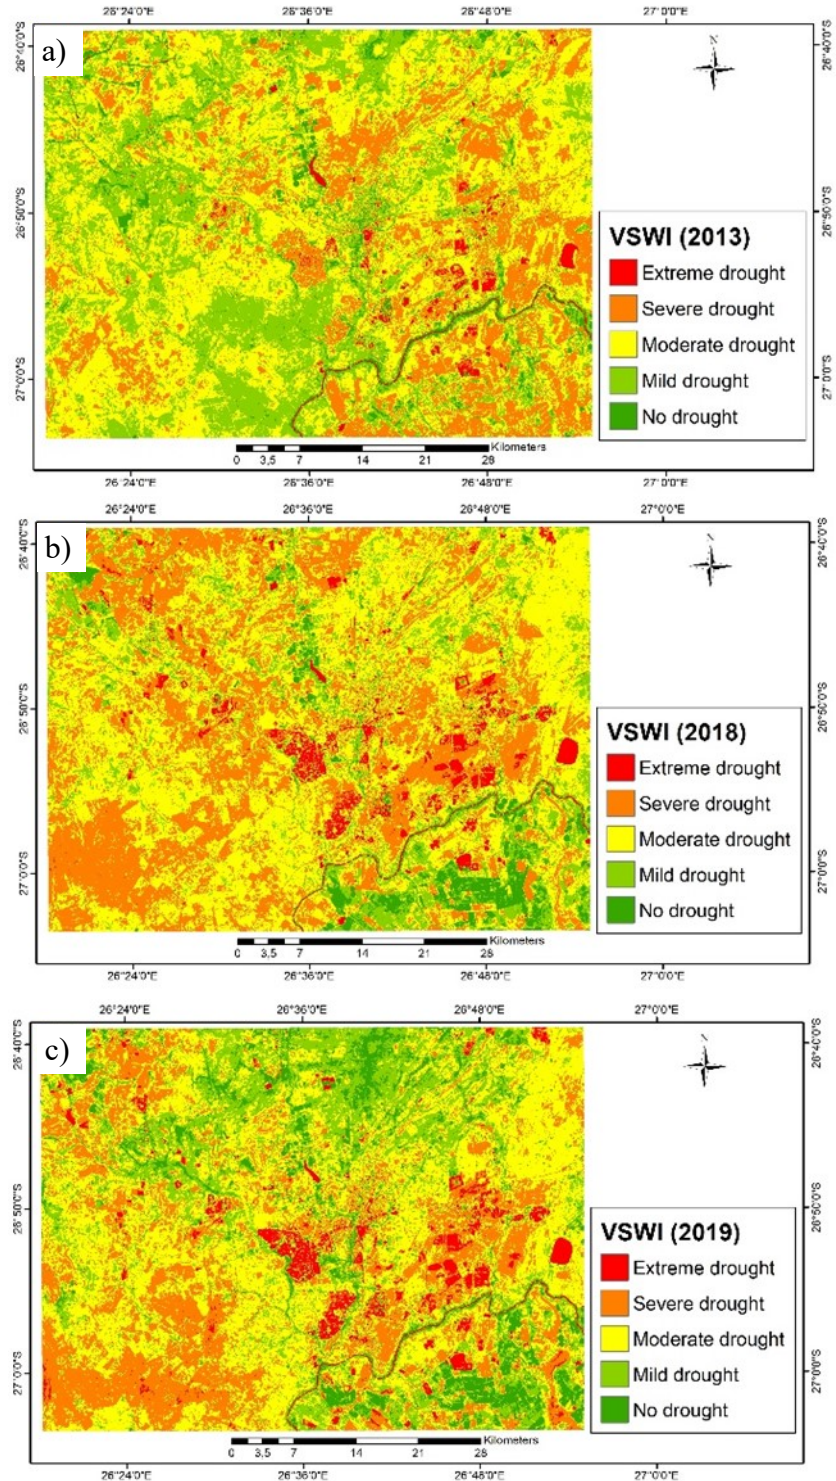 26°24'0"E 26°36'0"E 26°48'0"E 27°0'0"E
a)
N
26°40'0"S 26°40'0"S
26°50'0"S 26°50'0"S
27°0'0"S 27°0'0"S
VSWI (2013)
Extreme drought
Severe drought
Moderate drought
Mild drought
No drought
Kilometers
0 3,5 7 14 21 28
26°24'0"E 26°36'0"E 26°48'0"E 27°0'0"E
26°24'0"E 26°36'0"E 26°48'0"E 27°0'0"E
b)
N
26°40'0"S 26°40'0"S
26°50'0"S 26°50'0"S
27°0'0"S 27°0'0"S
VSWI (2018)
Extreme drought
Severe drought
Moderate drought
Mild drought
No drought
Kilometers
0 3,5 7 14 21 28
26°24'0"E 26°36'0"E 26°48'0"E 27°0'0"E
26°24'0"E 26°36'0"E 26°48'0"E 27°0'0"E
c)
N
26°40'0"S 26°40'0"S
26°50'0"S 26°50'0"S
27°0'0"S 27°0'0"S
VSWI (2019)
Extreme drought
Severe drought
Moderate drought
Mild drought
No drought
Kilometers
0 3,5 7 14 21 28
26°24'0"E 26°36'0"E 26°48'0"E 27°0'0"E